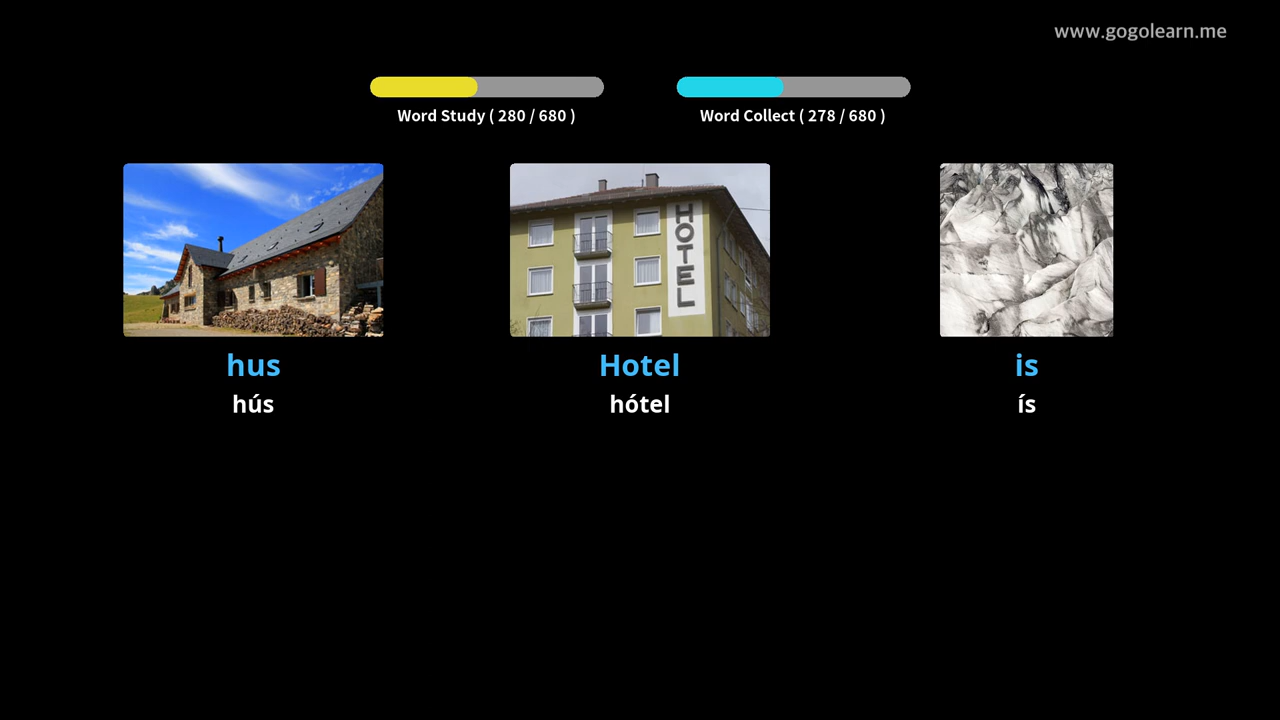 www.gogolearn.me
Word Study ( 280 / 680 )
Word Collect ( 278 / 680 )
HOTEL
hus
Hotel
is
hús
hótel
ís